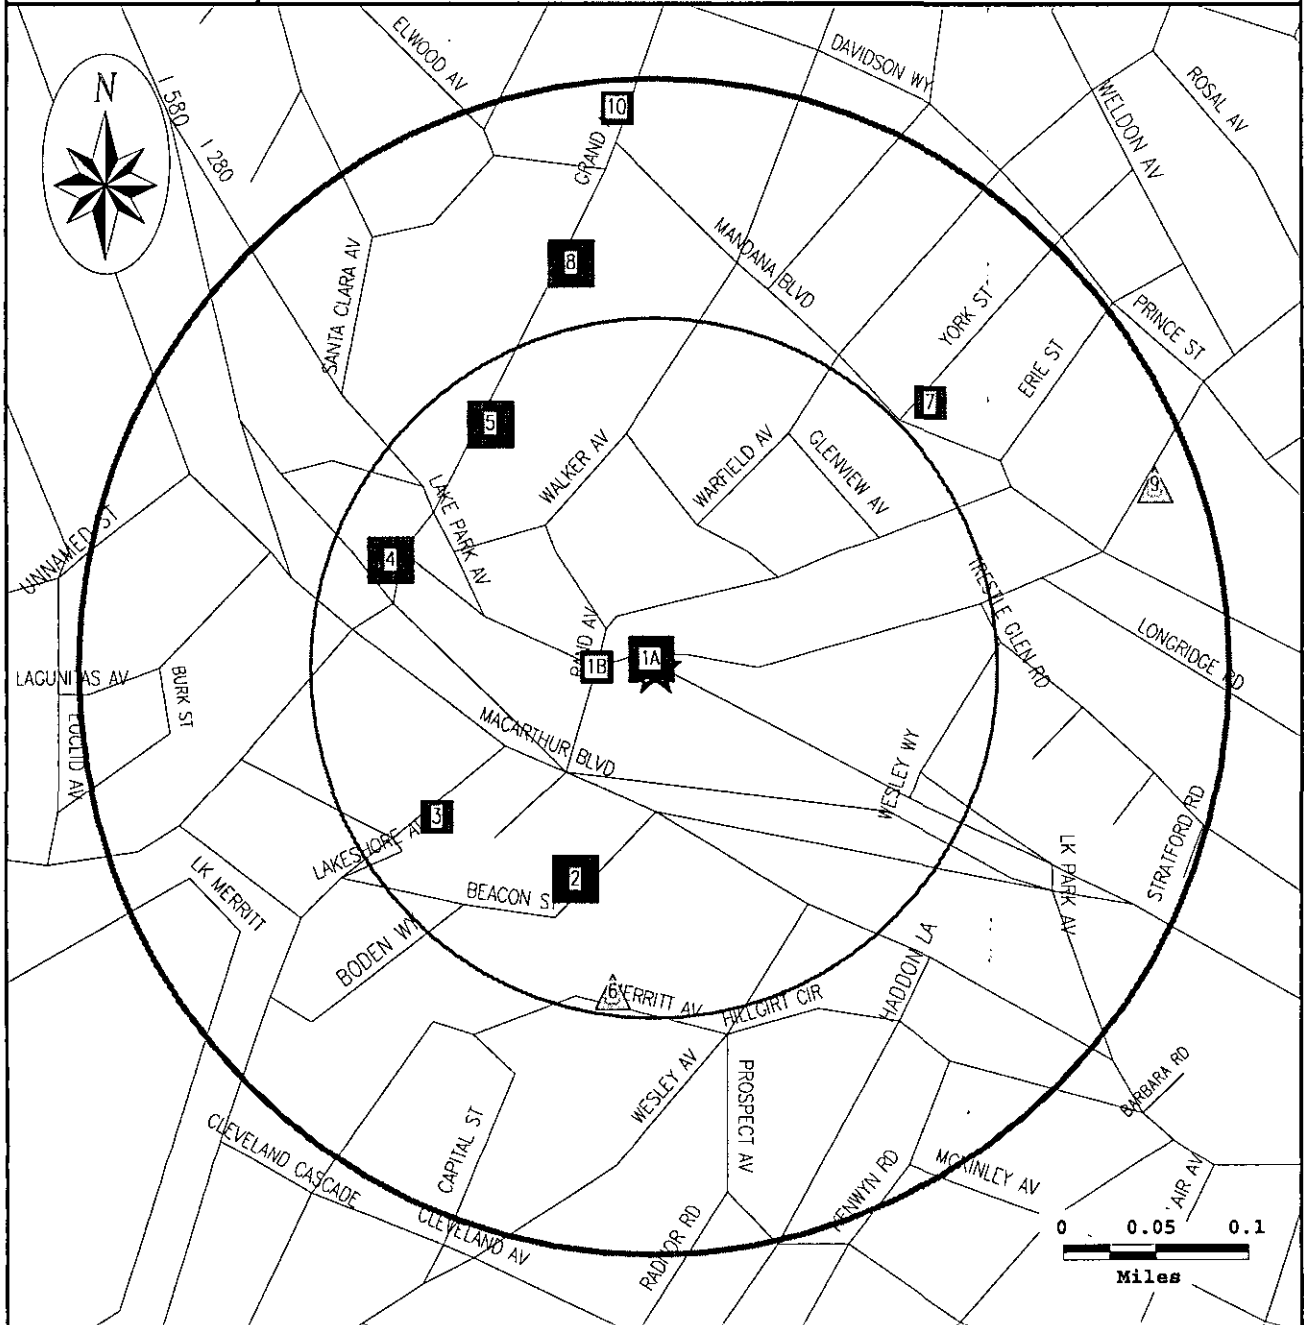 ELWOOD AV
DAVIDSON WY
ROSAL AV
N
I 580
I 280
WELDON AV
10
GRAND
8
MANDANA BLVD
SANTA CLARA AV
YORK ST
PRINCE ST
ERIE ST
7
5
WALKER AV
WARFIELD AV
GLENVIEW AV
9
LAKE PARK AV
UNNAMED ST
4
TRESTLE GLEN RD
LONGRIDGE RD
1A
1B
LAGUNITAS AV
BURK ST
EUCLID AV
MACARTHUR BLVD
WESLEY WY
3
LAKESHORE AV
STRATFORD RD
LK PARK AV
2
LK MERRITT
BEACON ST
BODEN WY
HADDON LA
6
ERRITT AV
HILLGIRT CIR
WESLEY AV
PROSPECT AV
BARBARA RD
CAPITAL ST
CLEVELAND CASCADE
MCKINLEY AV
AIR AV
CLEVELAND AV
RADNOR RD
0 0.05 0.1
Miles